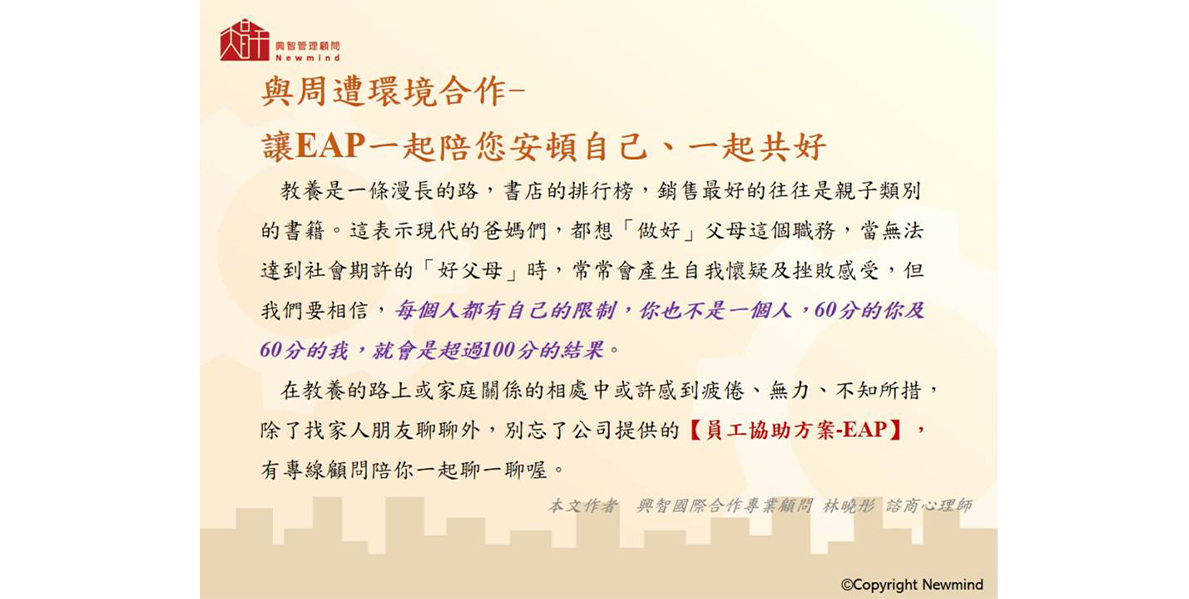 興智管理顧問
Newmind
與周遭環境合作-
讓EAP一起陪您安頓自己、一起共好
教養是一條漫長的路，書店的排行榜，銷售最好的往往是親子類別
的書籍。這表示現代的爸媽們，都想「做好」父母這個職務，當無法
達到社會期許的「好父母」時，常常會產生自我懷疑及挫敗感受，但
我們要相信，每個人都有自己的限制，你也不是一個人，60分的你及
60分的我，就會是超過100分的結果。
在教養的路上或家庭關係的相處中或許感到疲倦、無力、不知所措，
除了找家人朋友聊聊外，別忘了公司提供的【員工協助方案-EAP】，
有專線顧問陪你一起聊一聊喔。
本文作者　興智國際合作專業顧問 林曉彤 諮商心理師
©Copyright Newmind